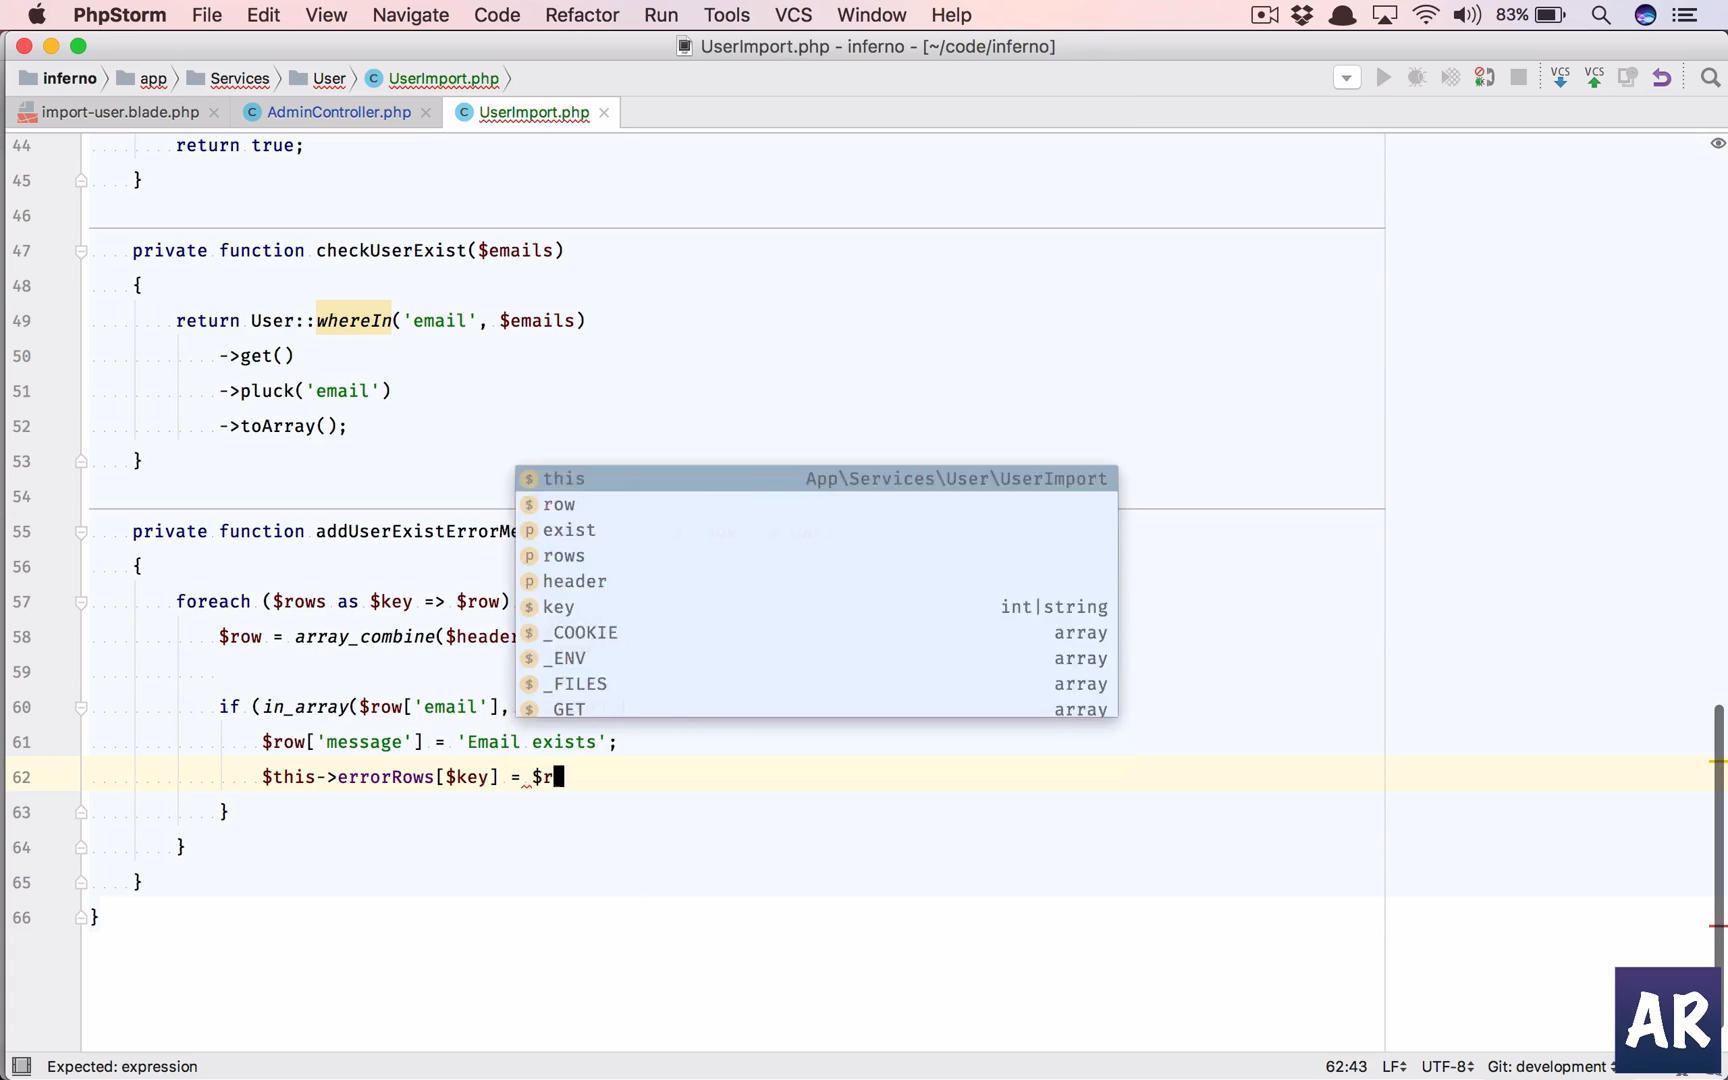 PhpStorm File Edit View Navigate Code Refactor Run Tools VCS Window Help 83%
UserImport.php - inferno - [~/code/inferno]
inferno app Services User UserImport.php VCS VCS
import-user.blade.php AdminController.php UserImport.php
44 return true;
45 }
46
47 private function checkUserExist($emails)
48 {
49 return User::whereIn('email', $emails)
50 ->get()
51 ->pluck('email')
52 ->toArray();
53 }
54
this App\Services\User\UserImport
row
55 private function addUserExistErrorMe
exist
rows
56 {
header
57 foreach ($rows as $key => $row)
key int|string
58 $row = array_combine($header
_COOKIE array
_ENV array
59
_FILES array
60 if (in_array($row['email'],
_GET array
61 $row['message'] = 'Email exists';
62 $this->errorRows[$key] = $r
63 }
64 }
65 }
66 }
AR
Expected: expression 62:43 LF UTF-8 Git: development